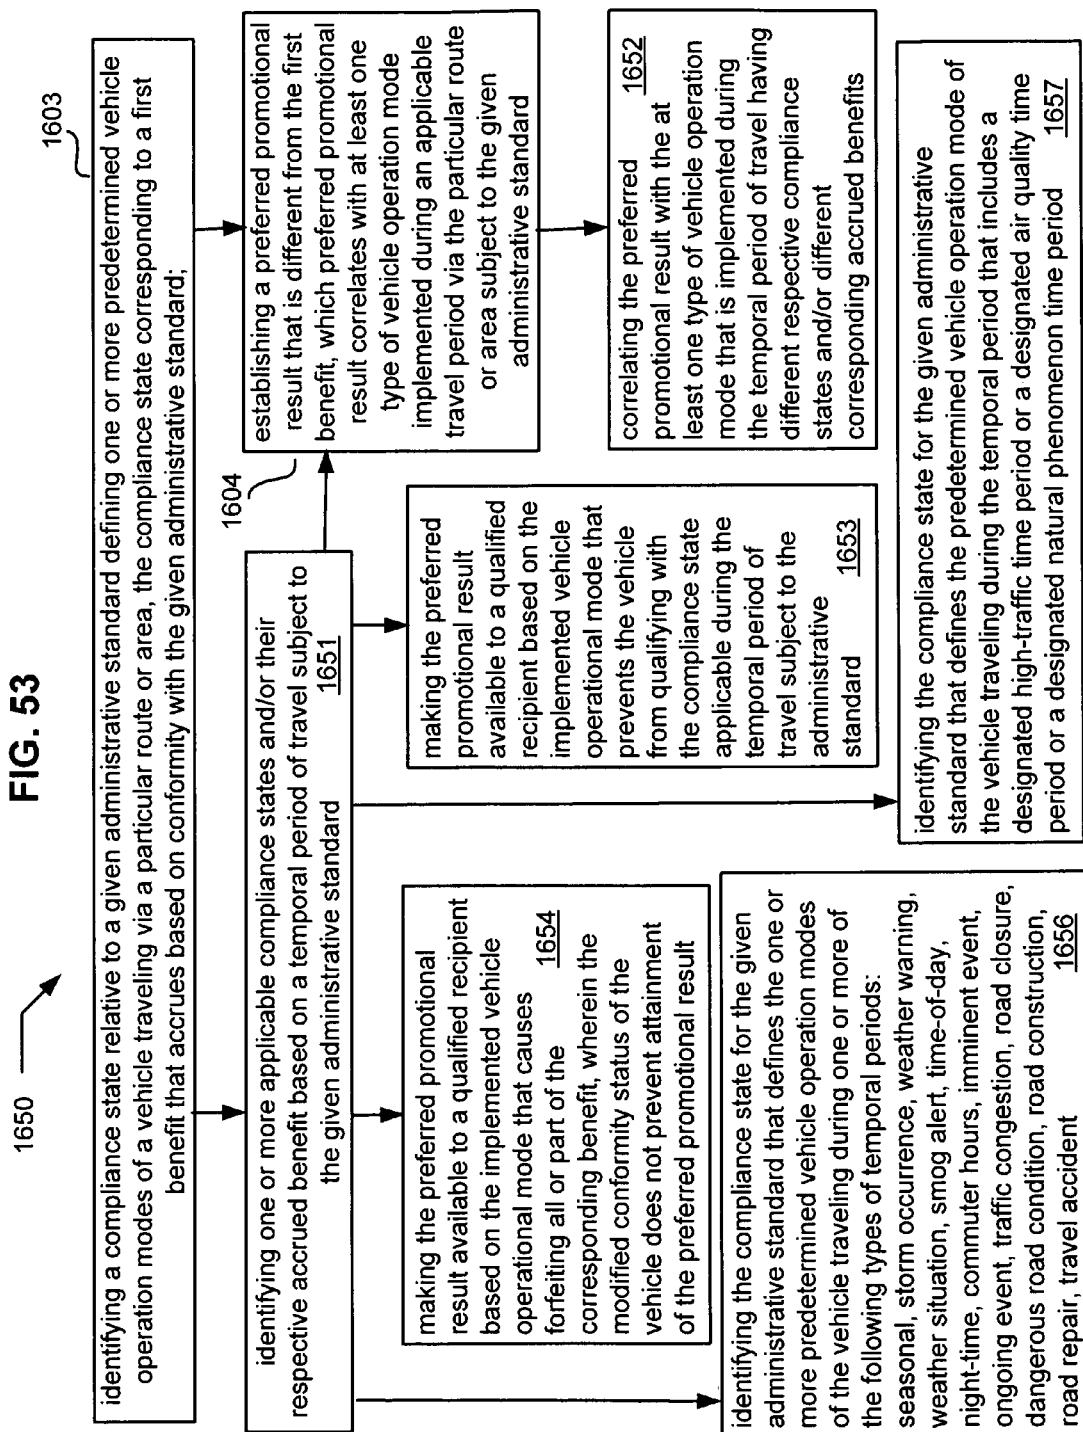 FIG. 53
1650
1603
identifying a compliance state relative to a given administrative standard defining one or more predetermined vehicle
operation modes of a vehicle traveling via a particular route or area, the compliance state corresponding to a first
benefit that accrues based on conformity with the given administrative standard;
identifying one or more applicable compliance states and/or their
respective accrued benefit based on a temporal period of travel subject to
the given administrative standard 1651
1604
establishing a preferred promotional
result that is different from the first
benefit, which preferred promotional
result correlates with at least one
type of vehicle operation mode
implemented during an applicable
travel period via the particular route
or area subject to the given
administrative standard
making the preferred promotional
result available to a qualified recipient
based on the implemented vehicle
operational mode that causes
forfeiting all or part of the 1654
corresponding benefit, wherein the
modified conformity status of the
vehicle does not prevent attainment
of the preferred promotional result
making the preferred
promotional result
available to a qualified
recipient based on the
implemented vehicle
operational mode that
prevents the vehicle
from qualifying with
the compliance state
applicable during the
temporal period of
travel subject to the
administrative
standard 1653
correlating the preferred
promotional result with the at 1652
least one type of vehicle operation
mode that is implemented during
the temporal period of travel having
different respective compliance
states and/or different
corresponding accrued benefits
identifying the compliance state for the given
administrative standard that defines the one or
more predetermined vehicle operation modes
of the vehicle traveling during one or more of
the following types of temporal periods:
seasonal, storm occurrence, weather warning,
weather situation, smog alert, time-of-day,
night-time, commuter hours, imminent event,
ongoing event, traffic congestion, road closure,
dangerous road condition, road construction,
road repair, travel accident 1656
identifying the compliance state for the given administrative
standard that defines the predetermined vehicle operation mode of
the vehicle traveling during the temporal period that includes a
designated high-traffic time period or a designated air quality time
period or a designated natural phenomenon time period 1657